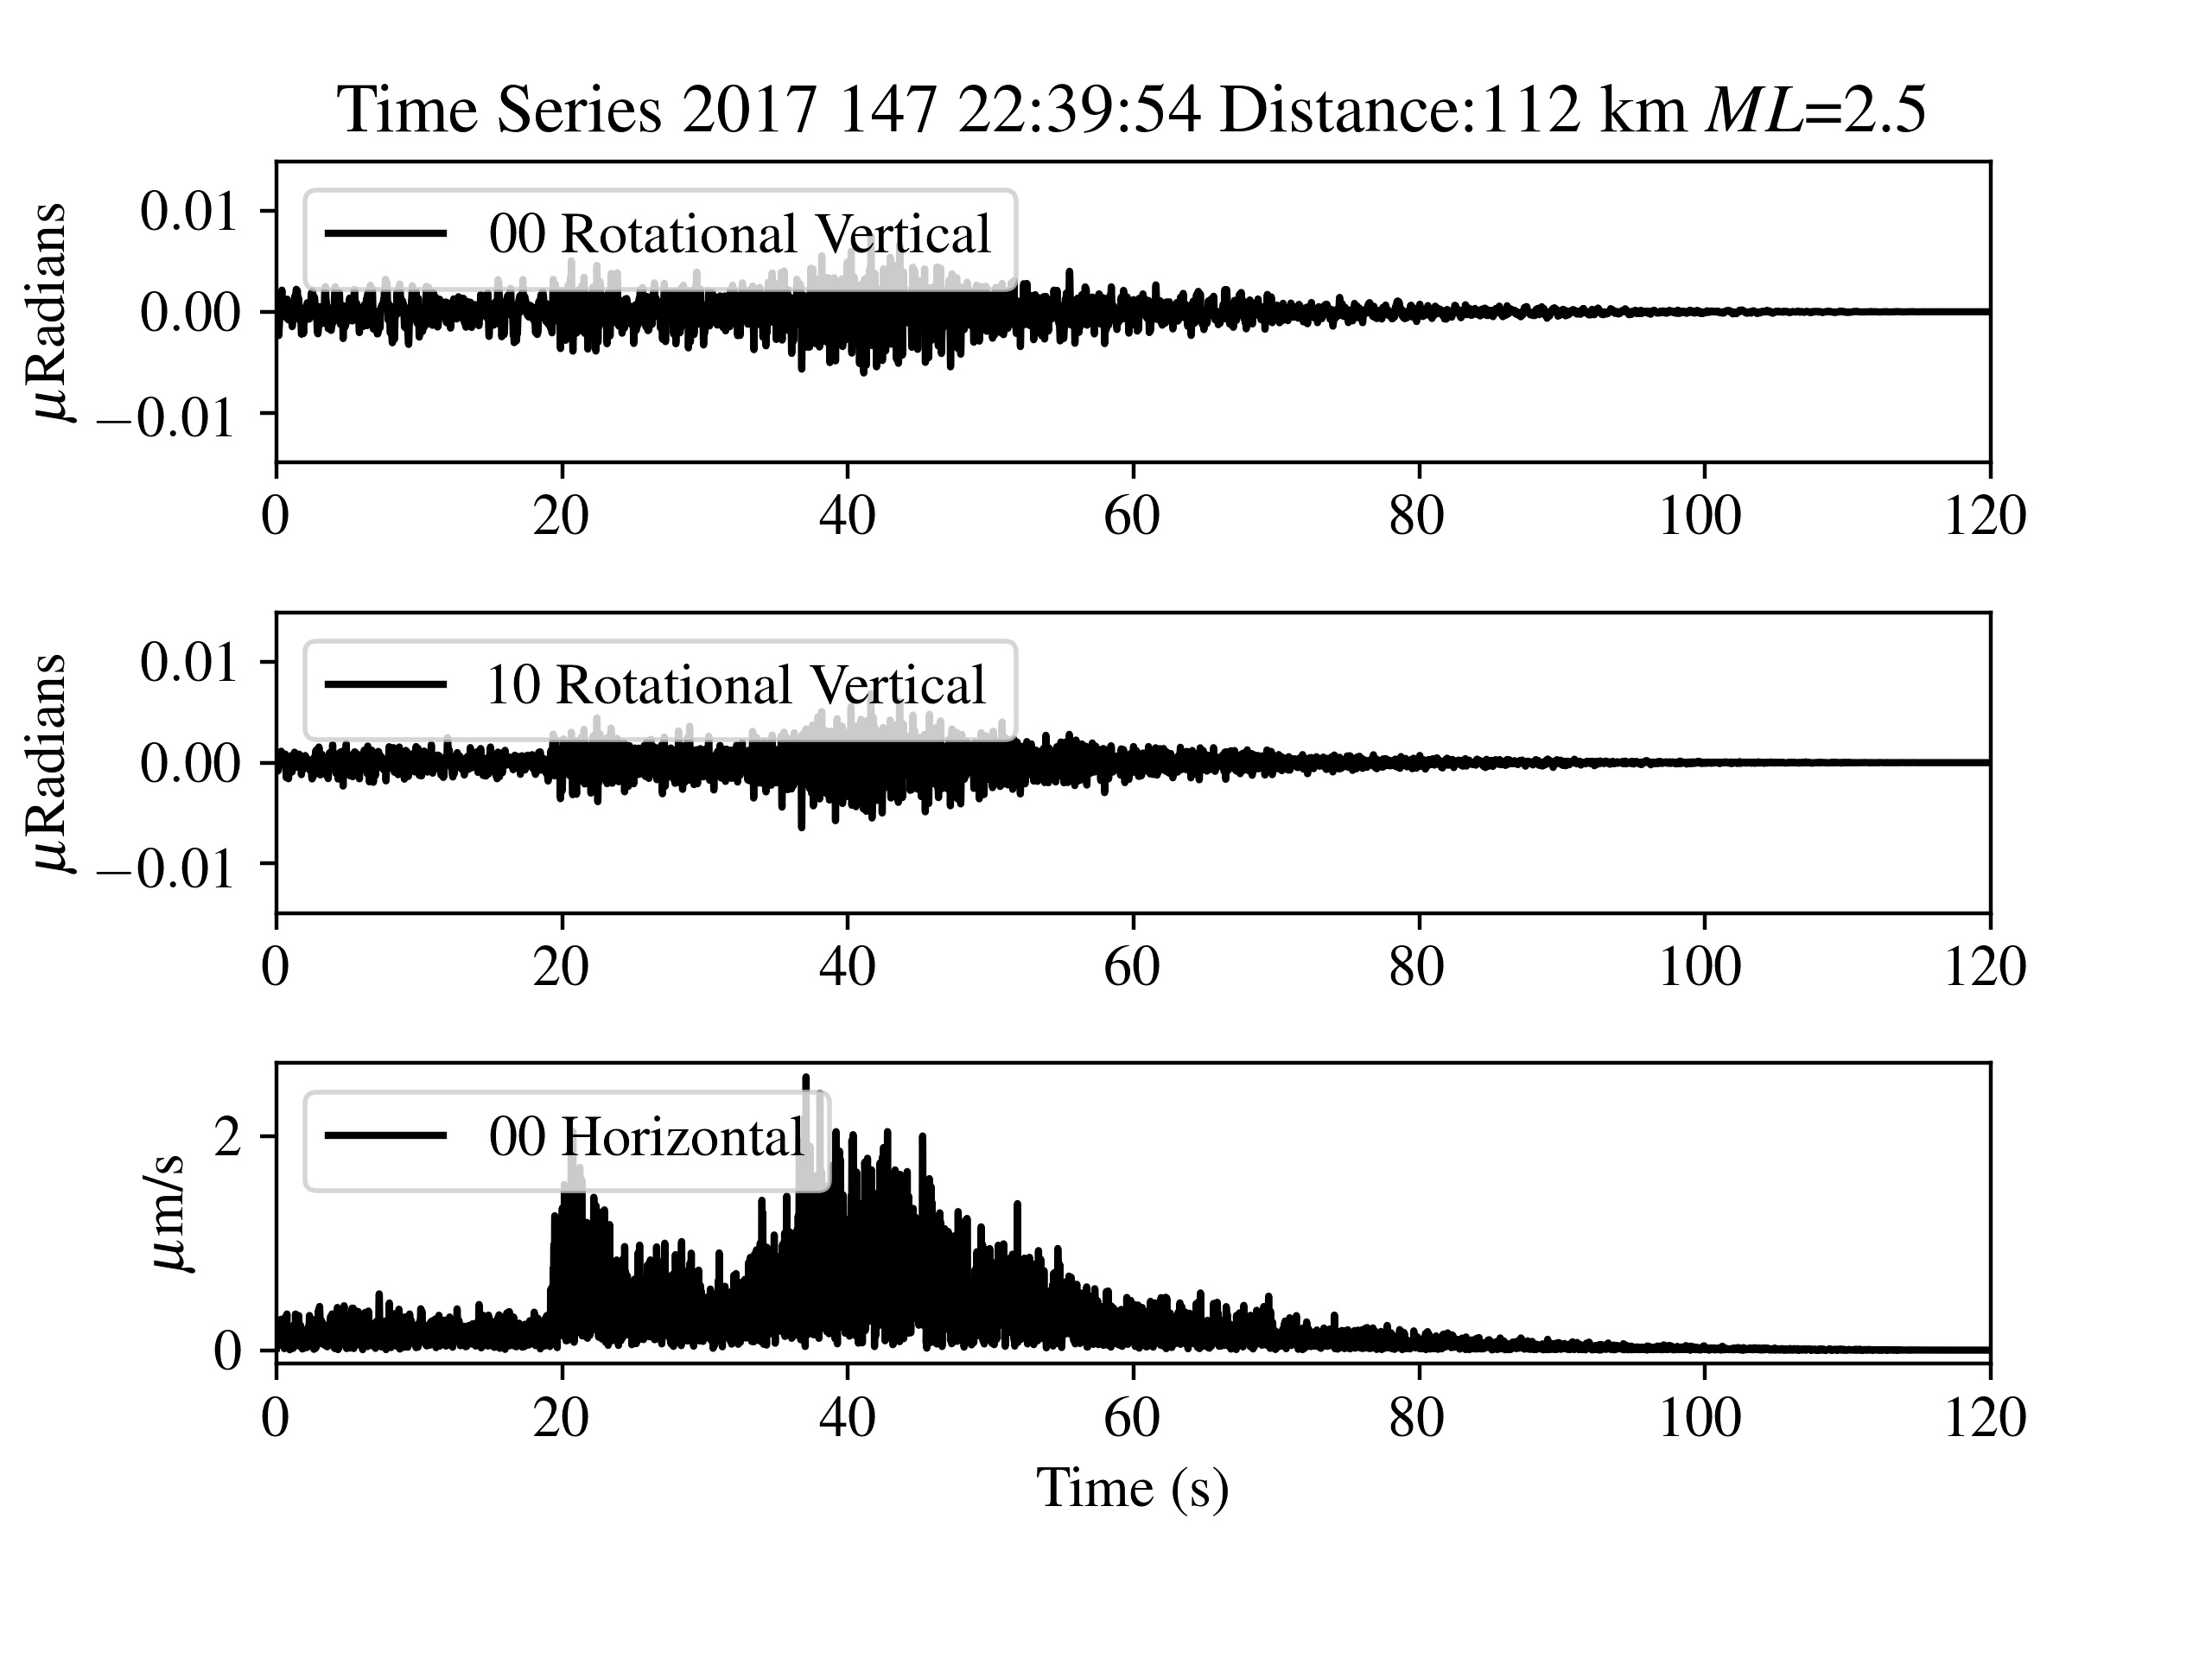 Time Series 2017 147 22:39:54 Distance:112 km ML=2.5
0.01
0.00
−0.01
μRadians
00 Rotational Vertical
0 20 40 60 80 100 120
0.01
0.00
−0.01
μRadians
10 Rotational Vertical
0 20 40 60 80 100 120
2
0
μm/s
00 Horizontal
0 20 40 60 80 100 120
Time (s)